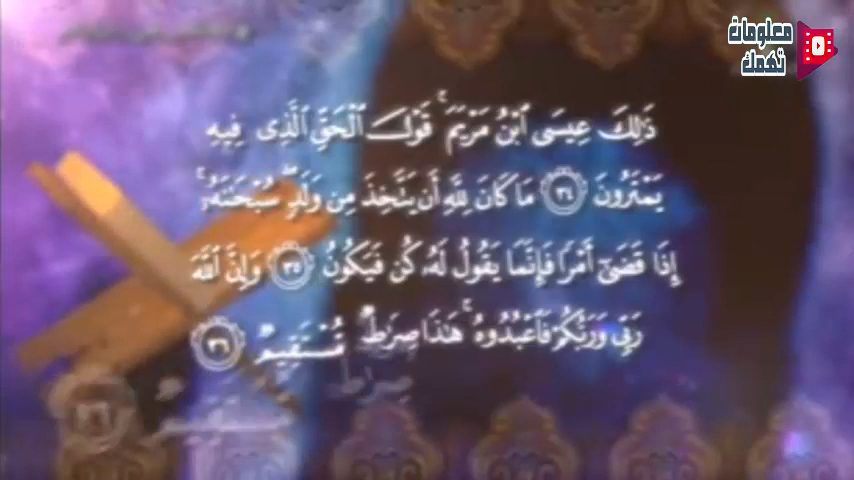 معلومات
تهمك
ذَٰلِكَ عِيسَى ٱبْنُ مَرْيَمَ ۚ قَوْلَ ٱلْحَقِّ ٱلَّذِى فِيهِ
يَمْتَرُونَ ٣٤ مَا كَانَ لِلَّهِ أَن يَتَّخِذَ مِن وَلَدٍ ۖ سُبْحَٰنَهُۥٓ ۚ
إِذَا قَضَىٰٓ أَمْرًا فَإِنَّمَا يَقُولُ لَهُۥ كُن فَيَكُونُ ٣٥ وَإِنَّ ٱللَّهَ
رَبِّى وَرَبُّكُمْ فَٱعْبُدُوهُ ۚ هَٰذَا صِرَٰطٌ مُّسْتَقِيمٌ ٣٦